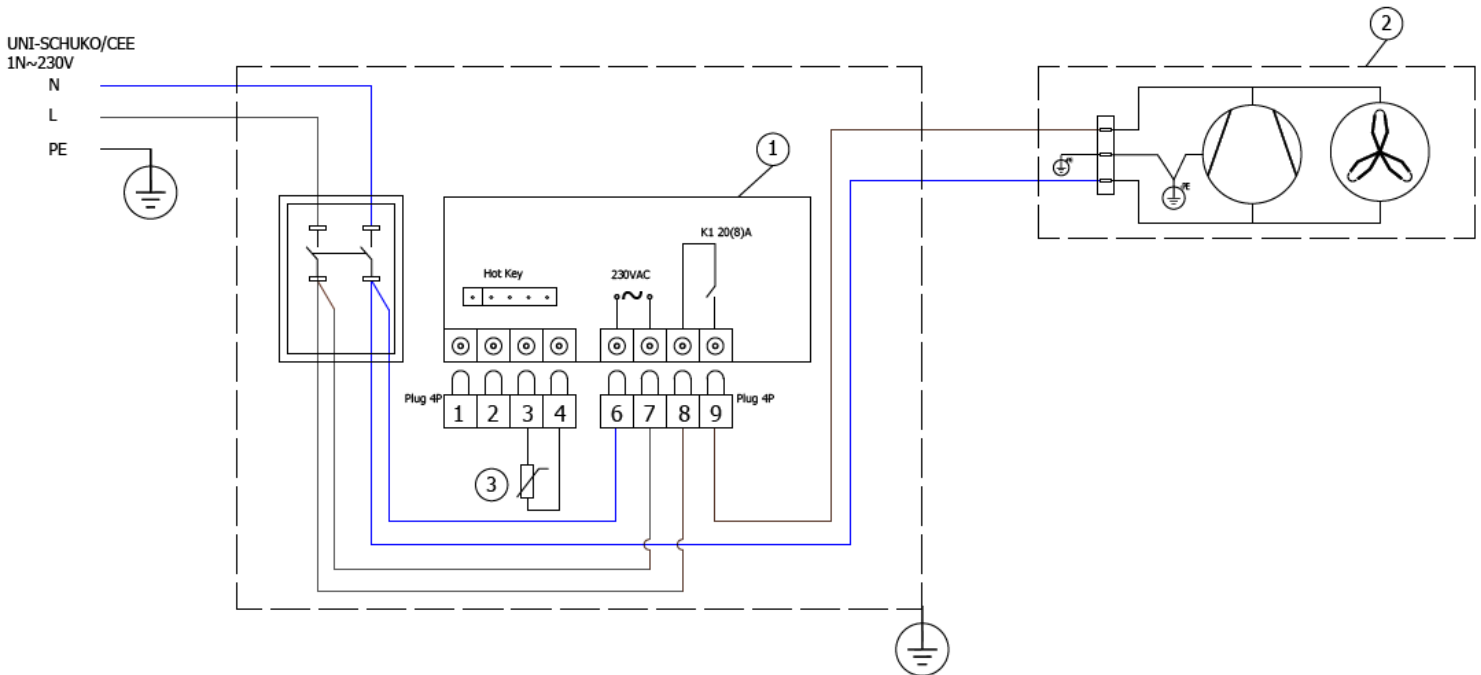 2
UNI-SCHUKO/CEE
1N~230V
N
L
PE
1
PE
PE
K1 20(8)A
Hot Key
230VAC
Plug 4P
1 2 3 4
6 7 8 9
Plug 4P
3